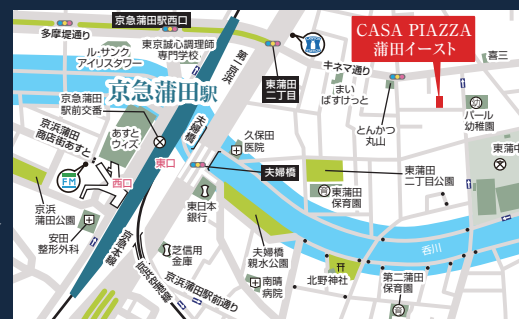 京急蒲田駅西口
多摩堤通り
ル・サンク
アイリスタワー
東京誠心調理師
専門学校
第一京浜
東蒲田
二丁目
キネマ通り
CASA PIAZZA
蒲田イースト
喜三
まい
ばすけっと
とんかつ
丸山
パール
幼稚園
京急蒲田駅
京急蒲田
駅前交番
夫婦橋
久保田
医院
京浜蒲田
商店街あすと
あすと
ウィズ
東口
西口
夫婦橋
東蒲田
二丁目公園
東蒲中
東蒲田
保育園
FM
京浜
蒲田公園
東日本
銀行
安田
整形外科
京急本線
芝信用
金庫
夫婦橋
親水公園
呑川
京浜蒲田駅前通り
南晴
病院
北野神社
第二蒲田
保育園